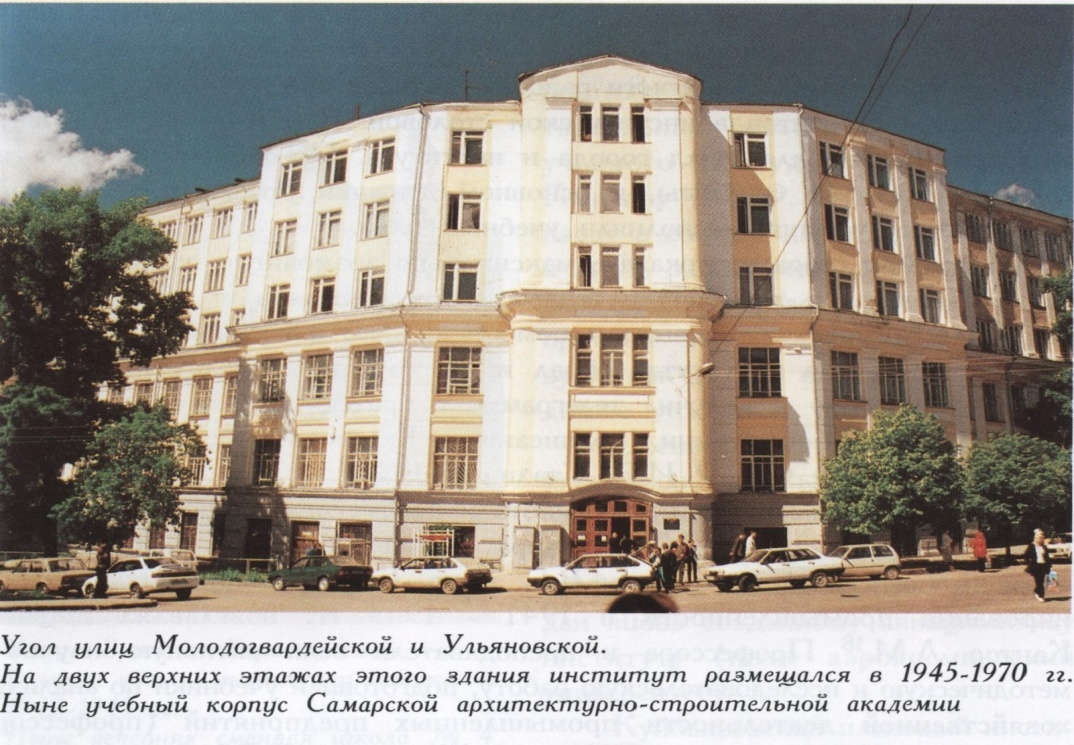 Угол улиц Молодогвардейской и Ульяновской.
На двух верхних этажах этого здания институт размещался в 1945-1970 гг.
Ныне учебный корпус Самарской архитектурно-строительной академии